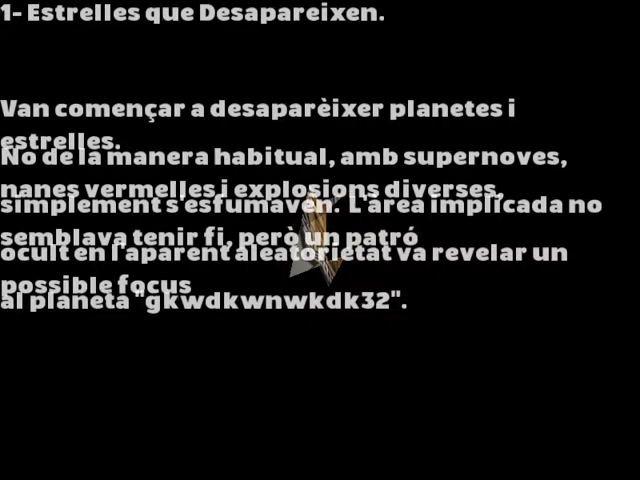 1- Estrelles que Desapareixen.
Van començar a desaparèixer planetes i
estrelles.
No de la manera habitual, amb supernoves,
nanes vermelles i explosions diverses,
simplement s'esfumaven. L'àrea implicada no
semblava tenir fi, però un patró
ocult en l'aparent aleatorietat va revelar un
possible focus
al planeta "gkwdkwnwkdk32".